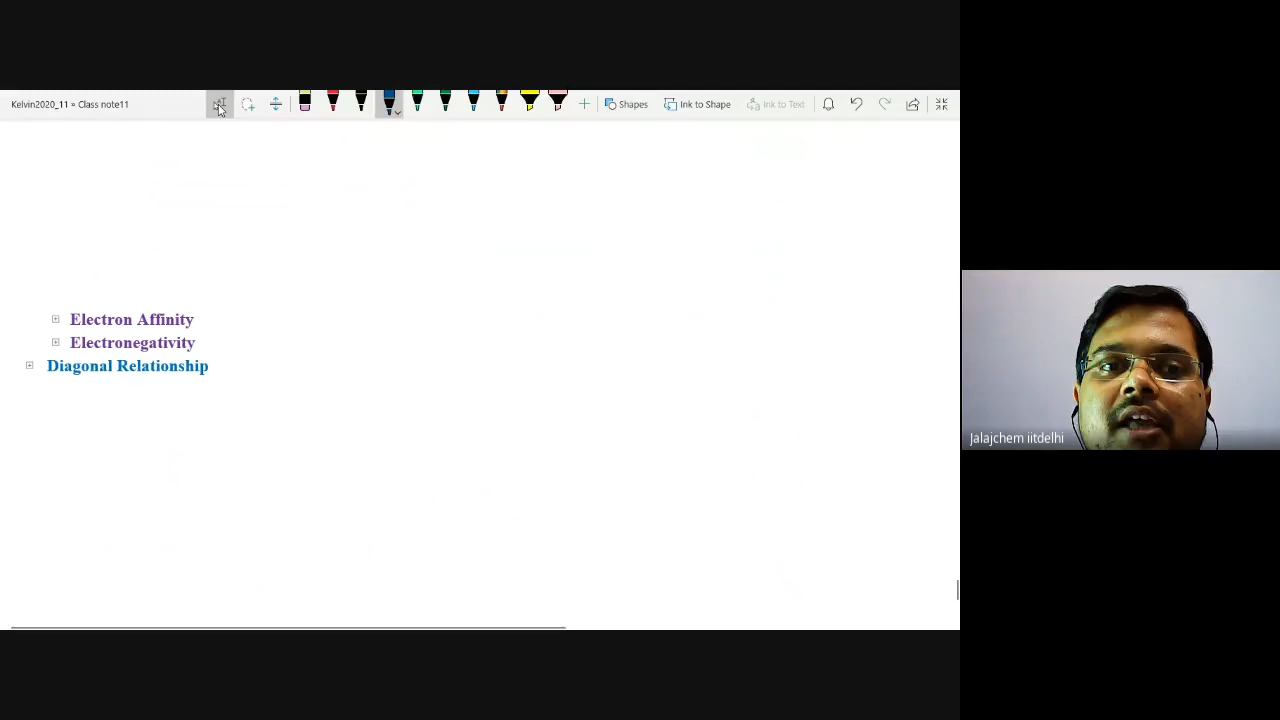 Kelvin2020_11 » Class note11
Shapes
Ink to Shape
Ink to Text
Electron Affinity
Electronegativity
Diagonal Relationship
Jalajchem iitdelhi